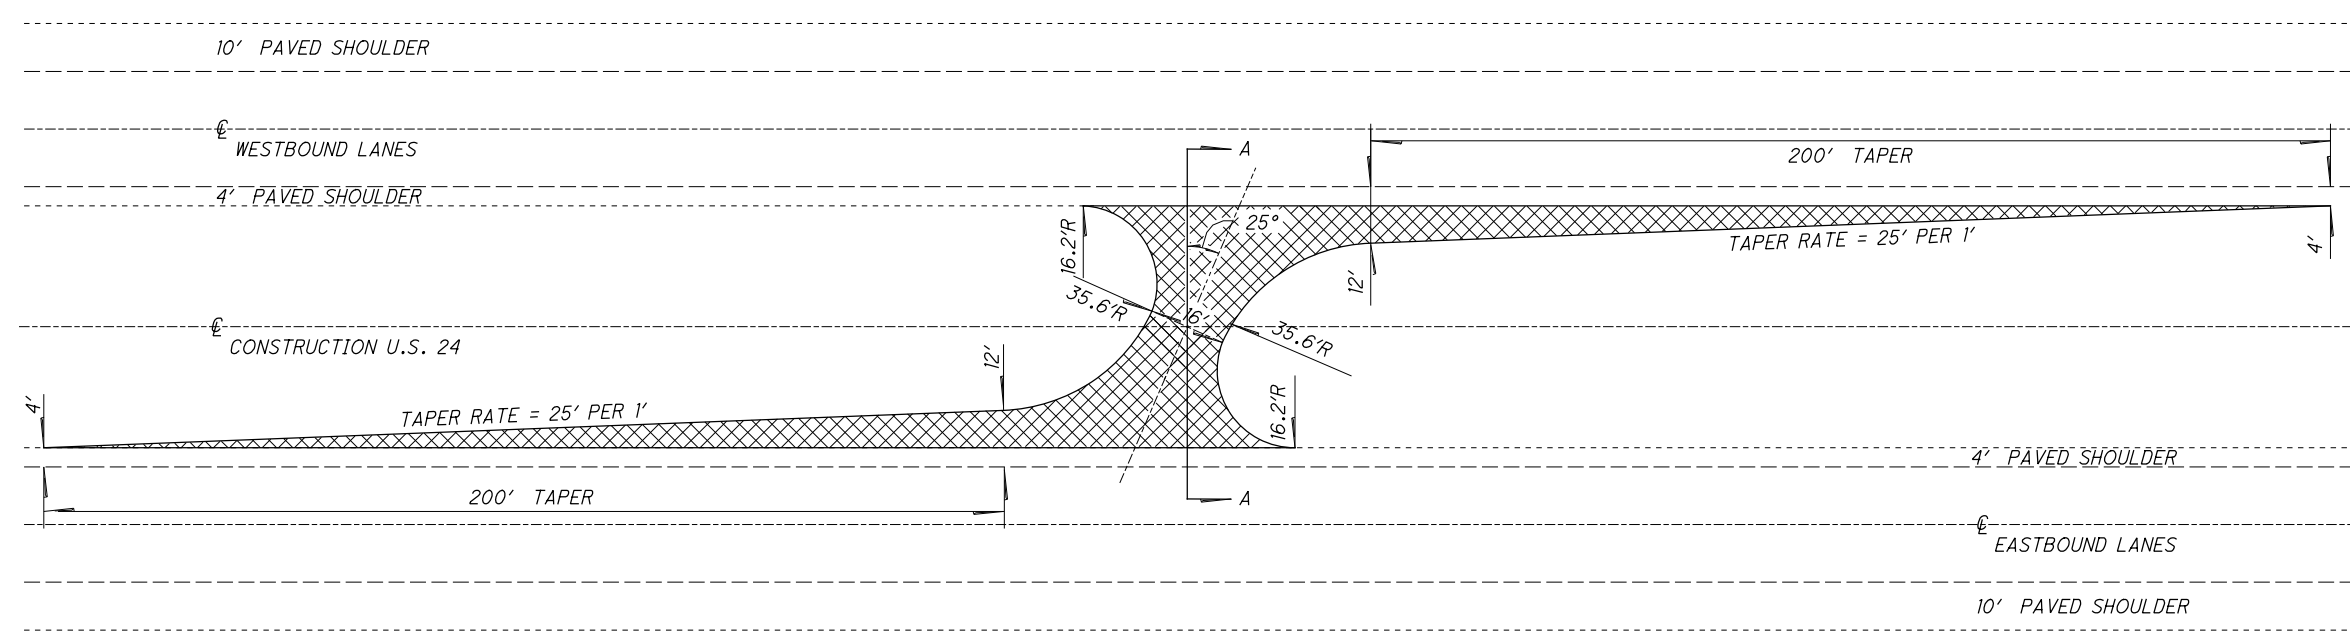 10' PAVED SHOULDER
℄
WESTBOUND LANES
A
200' TAPER
4' PAVED SHOULDER
25°
16.2'R
TAPER RATE = 25' PER 1'
4'
12'
35.6'R
16'
35.6'R
℄
CONSTRUCTION U.S. 24
12'
4'
TAPER RATE = 25' PER 1'
16.2'R
4' PAVED SHOULDER
200' TAPER
A
℄
EASTBOUND LANES
10' PAVED SHOULDER